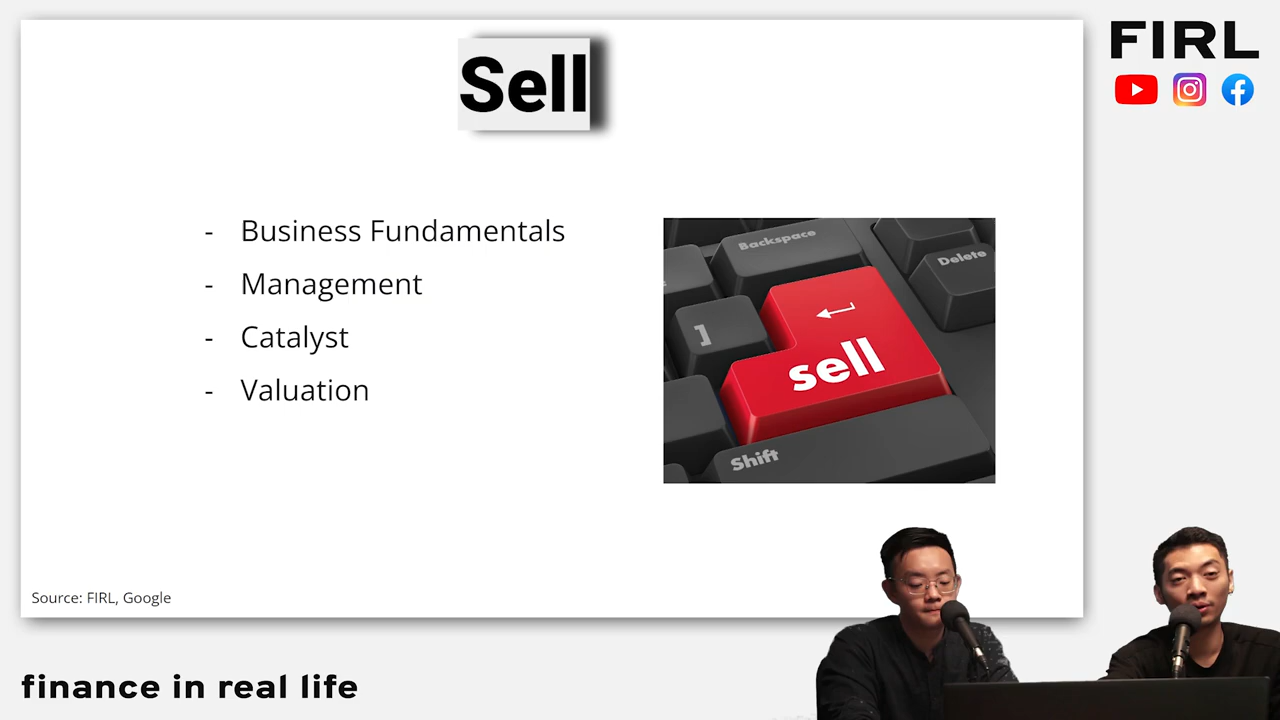 Sell
FIRL
- Business Fundamentals
- Management
- Catalyst
- Valuation
Backspace
Delete
]
sell
Shift
Source: FIRL, Google
finance in real life